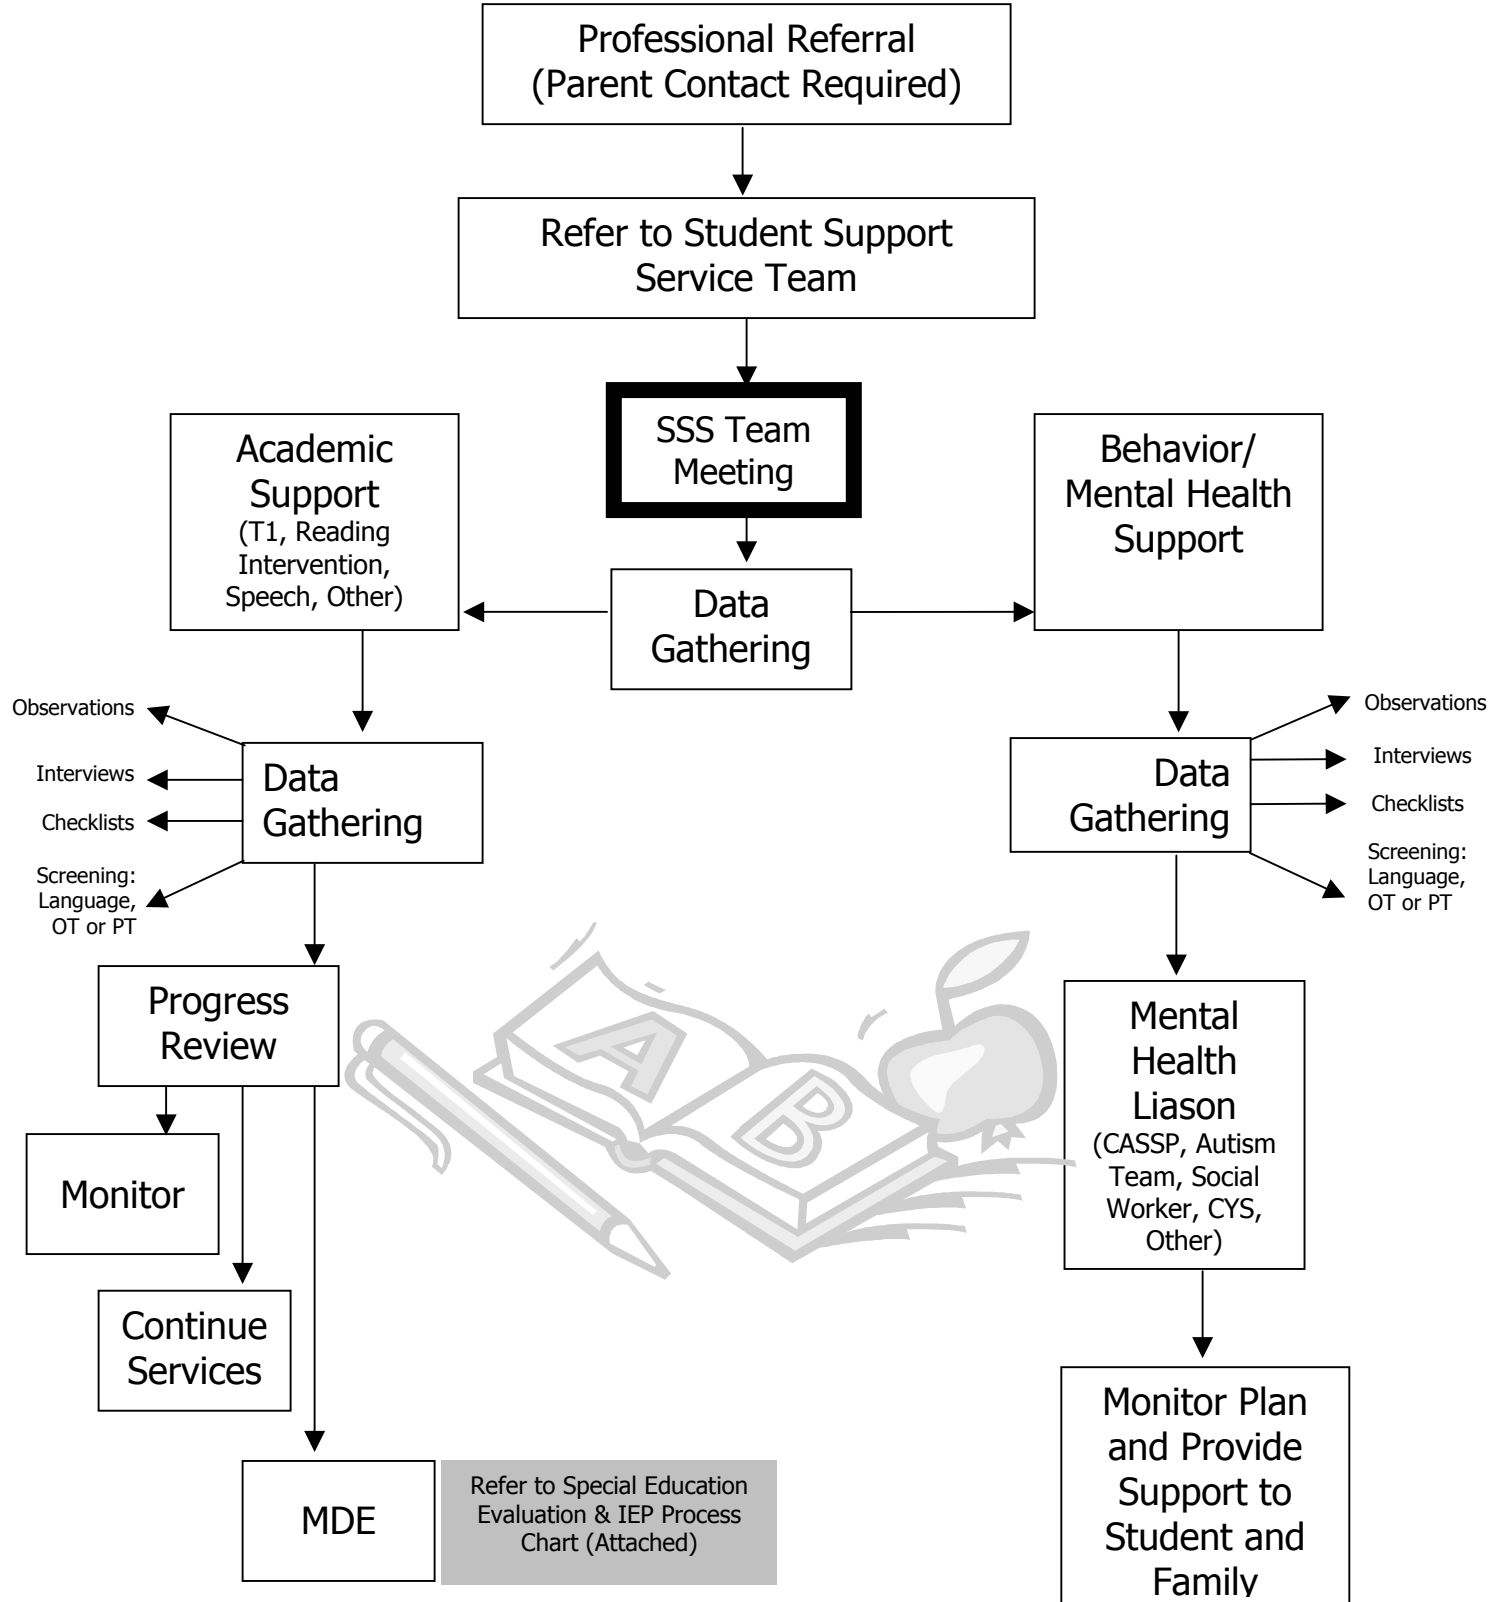 Professional Referral
(Parent Contact Required)
Refer to Student Support
Service Team
SSS Team
Meeting
Academic
Support
(T1, Reading
Intervention,
Speech, Other)
Behavior/
Mental Health
Support
Data
Gathering
Observations
Interviews
Checklists
Screening:
Language,
OT or PT
Data
Gathering
Data
Gathering
Observations
Interviews
Checklists
Screening:
Language,
OT or PT
Progress
Review
A
B
Mental
Health
Liason
(CASSP, Autism
Team, Social
Worker, CYS,
Other)
Monitor
Continue
Services
MDE
Refer to Special Education
Evaluation & IEP Process
Chart (Attached)
Monitor Plan
and Provide
Support to
Student and
Family